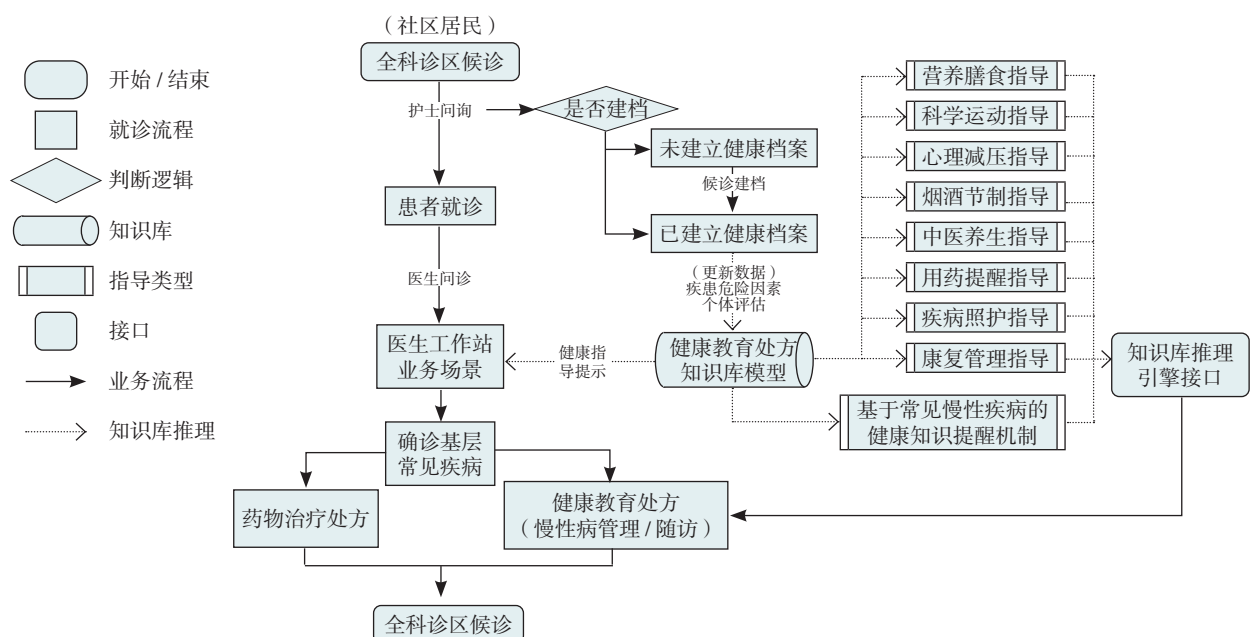 （社区居民）
全科诊区候诊
开始 / 结束
就诊流程
判断逻辑
知识库
指导类型
接口
业务流程
知识库推理
护士问询
是否建档
未建立健康档案
候诊建档
已建立健康档案
患者就诊
（更新数据）
疾患危险因素
个体评估
医生问诊
医生工作站
业务场景
健康指
导提示
健康教育处方
知识库模型
营养膳食指导
科学运动指导
心理减压指导
烟酒节制指导
中医养生指导
用药提醒指导
疾病照护指导
康复管理指导
基于常见慢性疾病的
健康知识提醒机制
知识库推理
引擎接口
确诊基层
常见疾病
药物治疗处方
健康教育处方
（慢性病管理 / 随访）
全科诊区候诊